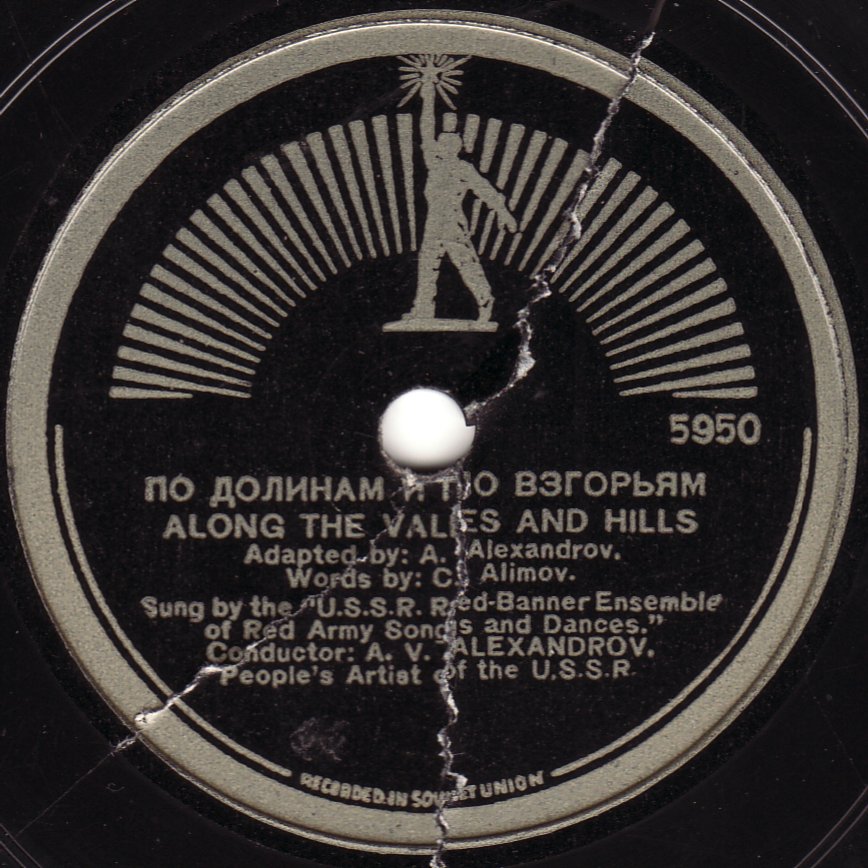 5950
ПО ДОЛИНАМ И ПО ВЗГОРЬЯМ
ALONG THE VALLES AND HILLS
Adapted by: A. Alexandrov.
Words by: C. Alimov.
Sung by the "U.S.S.R. Red-Banner Ensemble
of Red Army Songs and Dances."
Conductor: A. V. ALEXANDROV.
People's Artist of the U.S.S.R.
RECORDED IN SOVIET UNION